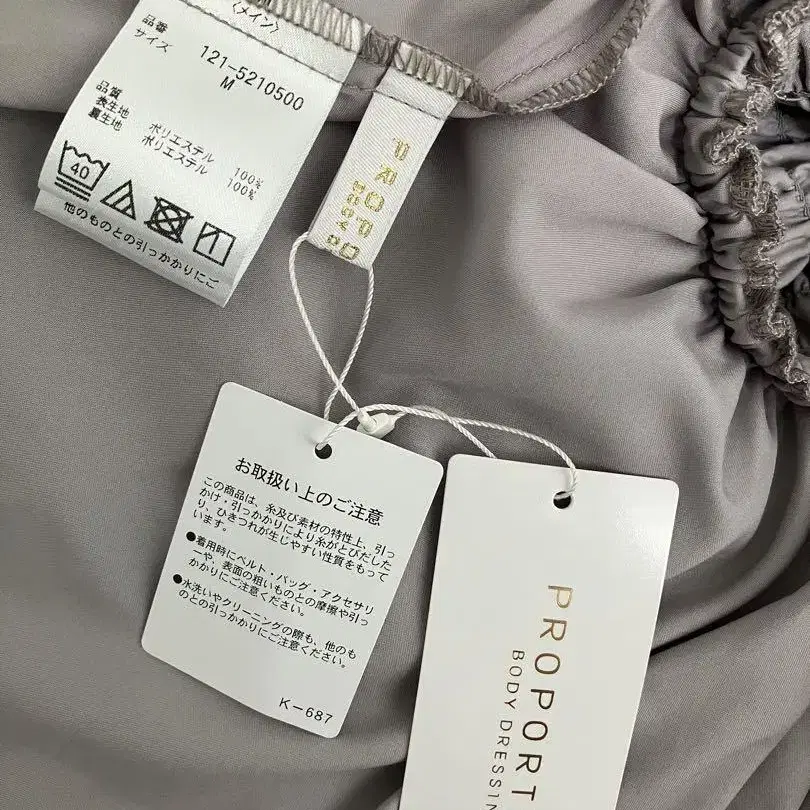 〈メイン〉
品番 121-5210500
サイズ M
品質
表生地 ポリエステル 100%
裏生地 ポリエステル 100%
40
他のものとの引っかかりにご
PROPO
BODY D
お取扱い上のご注意
この商品は、糸及び素材の特性上、引っ
かけ・引っかかりにより糸がとびだした
り、ひきつれが生じやすい性質をもって
います。
●着用時にベルト・バッグ・アクセサリ
ーや、表面の粗いものとの摩擦や引っ
かかりにご注意ください。
●水洗いやクリーニングの際も、他のも
のとの引っかかりにご注意ください。
K-687
PROPORT
BODY DRESSIN